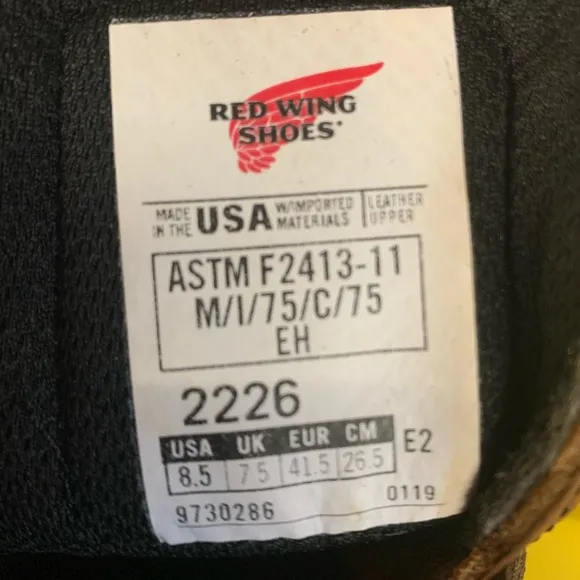 RED WING
SHOES®
MADE IN THE USA W/IMPORTED MATERIALS LEATHER UPPER
ASTM F2413-11
M/I/75/C/75
EH
2226
USA UK EUR CM
8.5 7.5 41.5 26.5 E2
0119
9730286